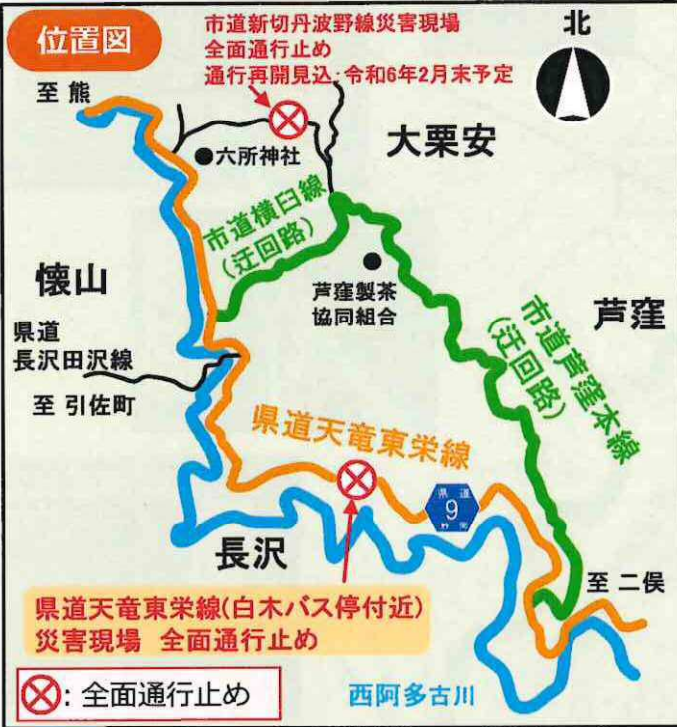 位置図
市道新切丹波野線災害現場
全面通行止め
通行再開見込:令和6年2月末予定
北
至 熊
大栗安
六所神社
市道横臼線
(迂回路)
懐山
芦窪製茶
協同組合
芦窪
市道芦窪本線
(迂回路)
県道
長沢田沢線
至 引佐町
県道天竜東栄線
県道
9
長沢
至 二俣
県道天竜東栄線(白木バス停付近)
災害現場 全面通行止め
:全面通行止め
西阿多古川